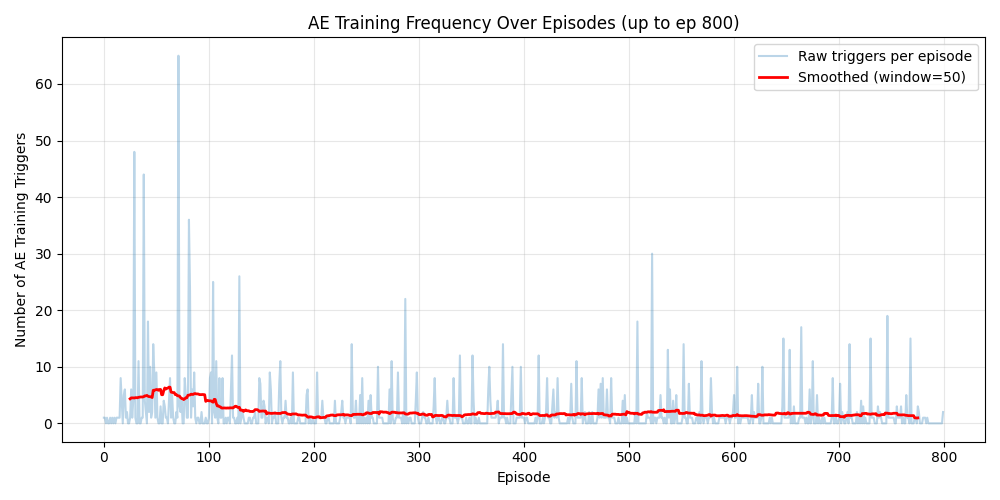 AE Training Frequency Over Episodes (up to ep 800)
Raw triggers per episode
Smoothed (window=50)
Number of AE Training Triggers
60
50
40
30
20
10
0
0 100 200 300 400 500 600 700 800
Episode